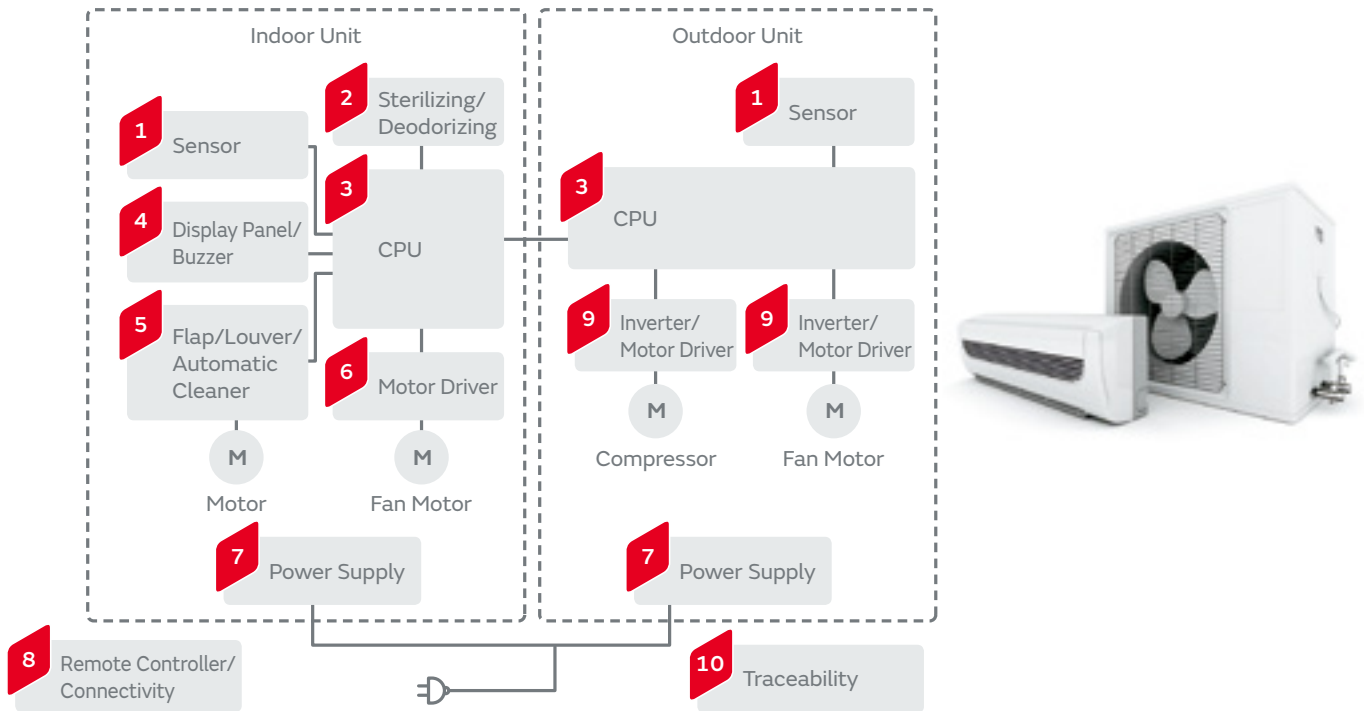 Indoor Unit
1
Sensor
2
Sterilizing/
Deodorizing
3
CPU
4
Display Panel/
Buzzer
5
Flap/Louver/
Automatic
Cleaner
6
Motor Driver
M
Motor
M
Fan Motor
7
Power Supply
Outdoor Unit
1
Sensor
3
CPU
9
Inverter/
Motor Driver
9
Inverter/
Motor Driver
M
Compressor
M
Fan Motor
7
Power Supply
8
Remote Controller/
Connectivity
10
Traceability